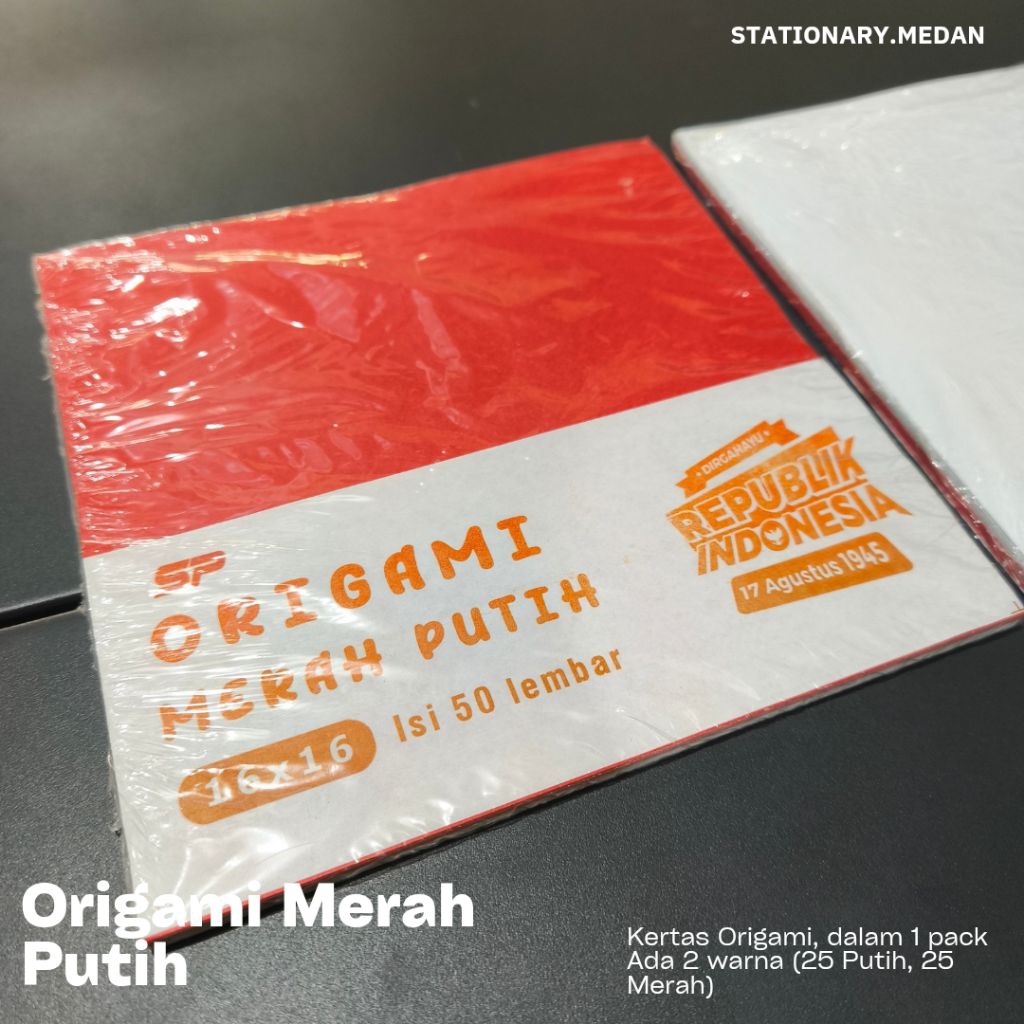 STATIONARY.MEDAN
DIRGAHAYU
REPUBLIK
INDONESIA
17 Agustus 1945
SP
ORIGAMI
MERAH PUTIH
16x16 Isi 50 lembar
Origami Merah
Putih
Kertas Origami, dalam 1 pack
Ada 2 warna (25 Putih, 25
Merah)